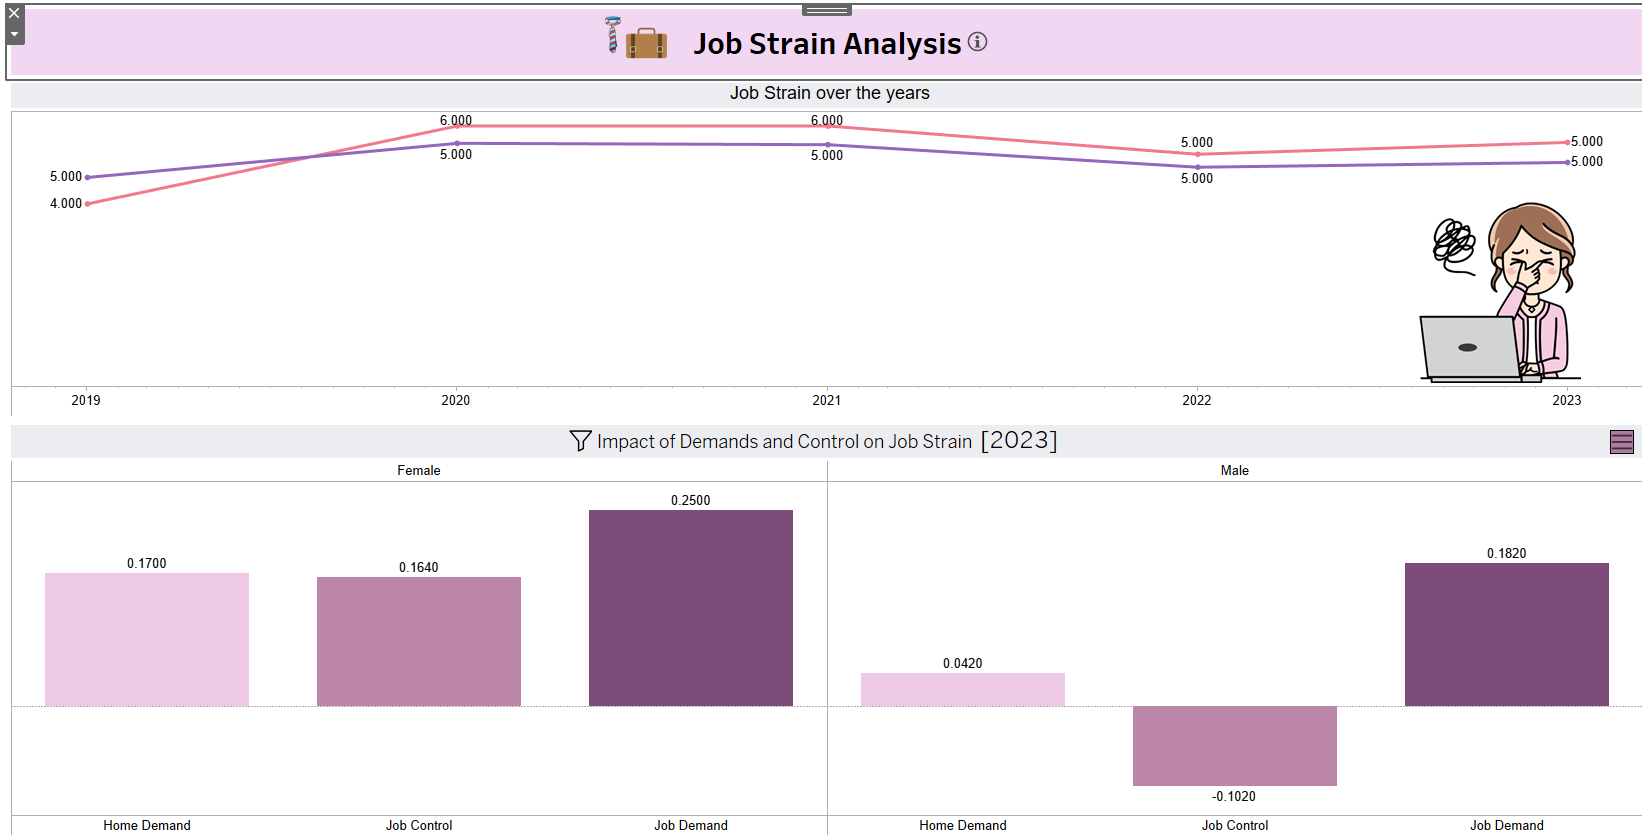 Job Strain Analysis
Job Strain over the years
6.000 6.000
5.000 5.000
5.000 5.000 5.000
5.000 5.000
4.000
2019 2020 2021 2022 2023
Impact of Demands and Control on Job Strain [2023]
Female Male
0.2500
0.1820
0.1700 0.1640
0.0420
-0.1020
Home Demand Job Control Job Demand Home Demand Job Control Job Demand